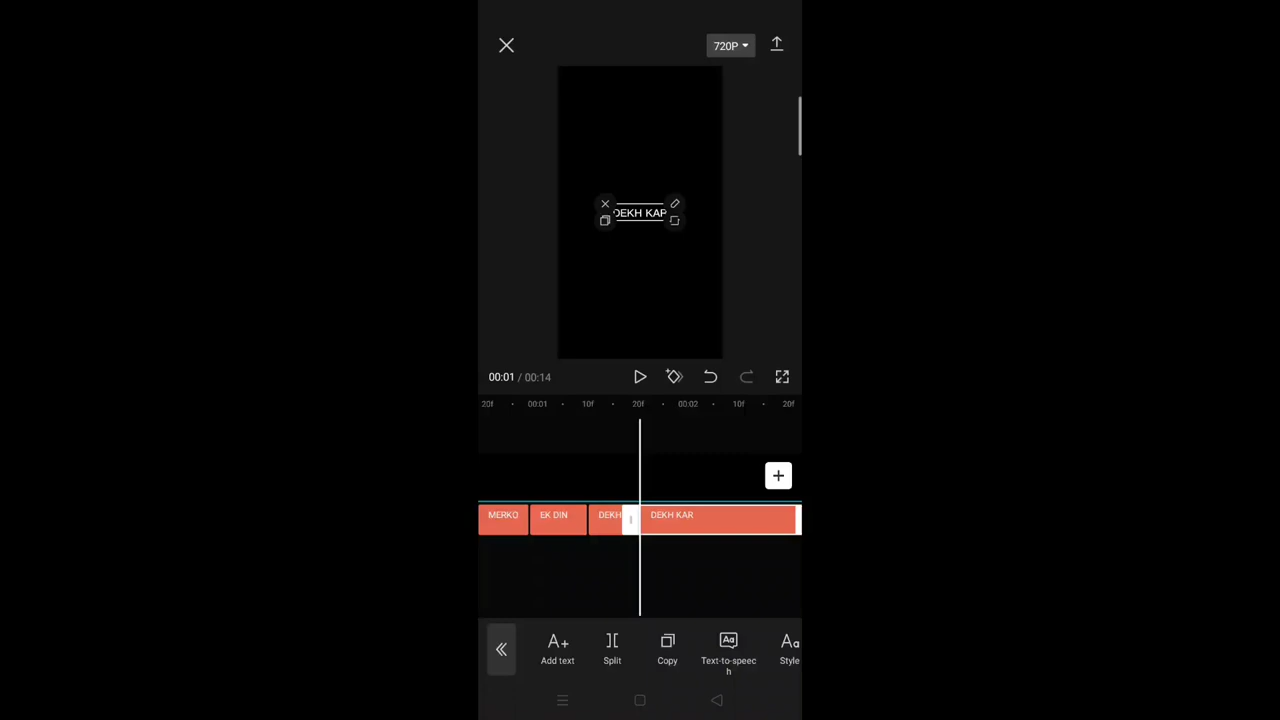 720P
DEKH KAR
00:01 / 00:14
20f 00:01 10f 20f 00:02 10f 20f
MERKO EK DIN DEKH DEKH KAR
Add text Split Copy Text-to-speec Style
h